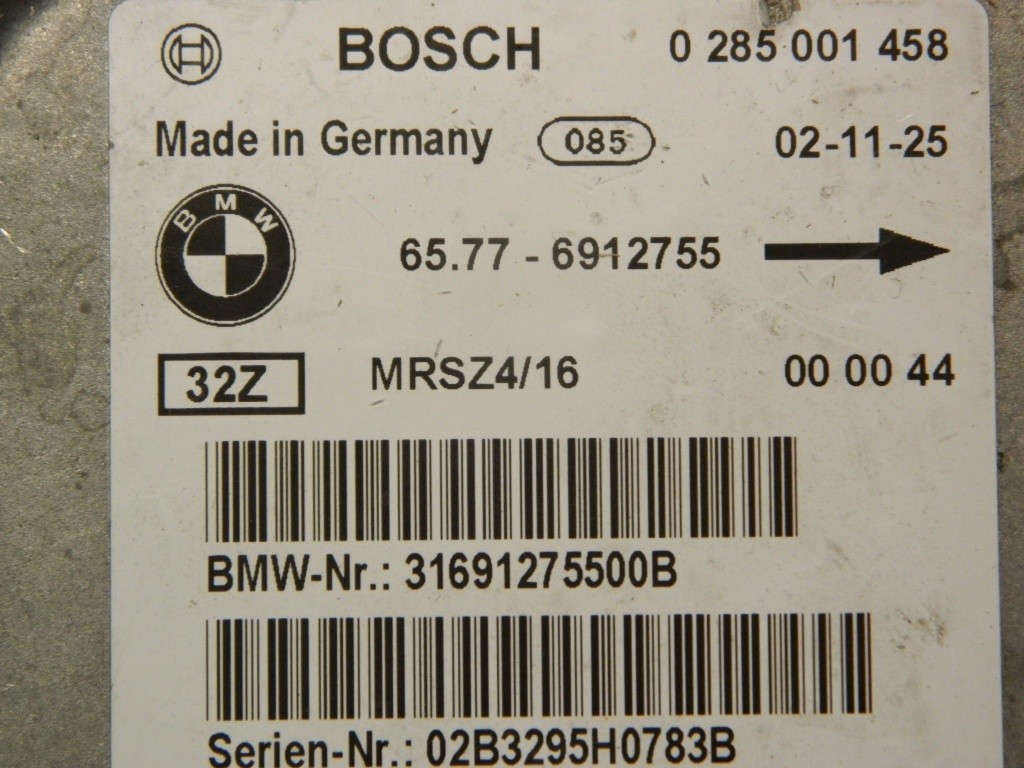 BOSCH 0 285 001 458
Made in Germany 085 02-11-25
BMW
65.77 - 6912755
32Z MRSZ4/16 00 00 44
BMW-Nr.: 31691275500B
Serien-Nr.: 02B3295H0783B